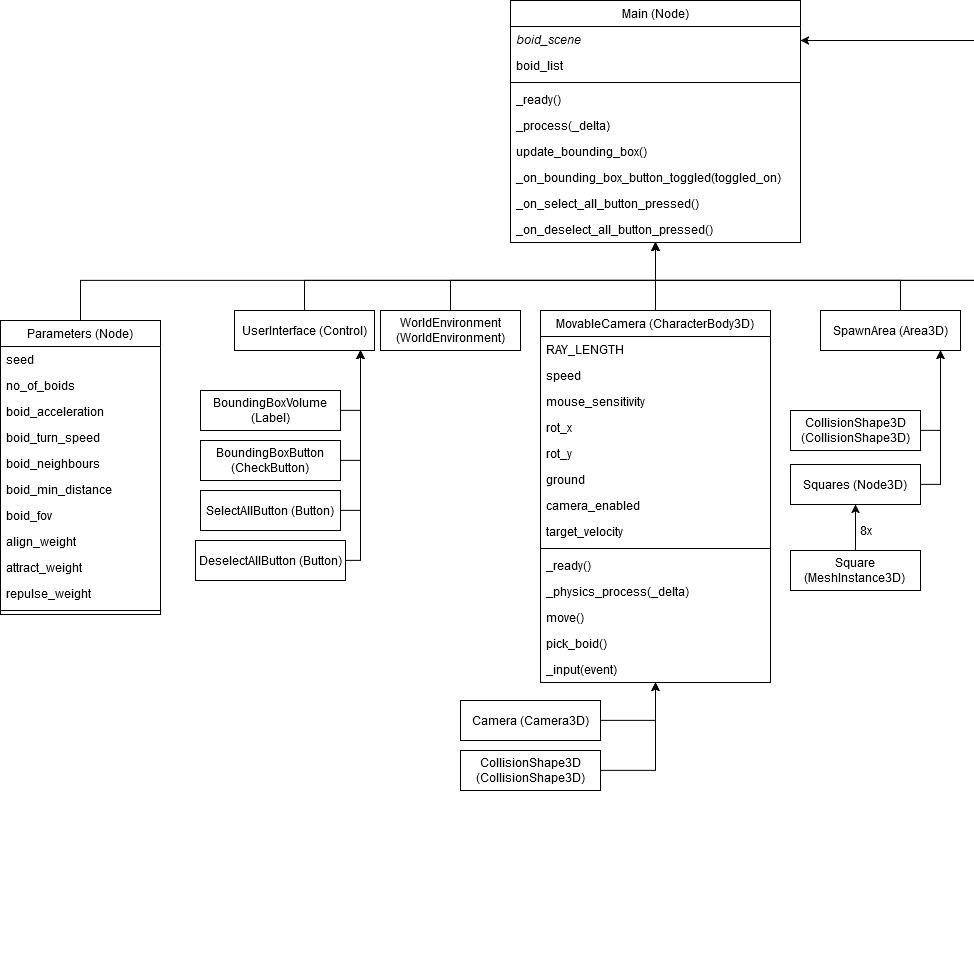 Main (Node)
boid_scene
boid_list
_ready()
_process(_delta)
update_bounding_box()
_on_bounding_box_button_toggled(toggled_on)
_on_select_all_button_pressed()
_on_deselect_all_button_pressed()
Parameters (Node)
seed
no_of_boids
boid_acceleration
boid_turn_speed
boid_neighbours
boid_min_distance
boid_fov
align_weight
attract_weight
repulse_weight
UserInterface (Control)
BoundingBoxVolume
(Label)
BoundingBoxButton
(CheckButton)
SelectAllButton (Button)
DeselectAllButton (Button)
WorldEnvironment
(WorldEnvironment)
MovableCamera (CharacterBody3D)
RAY_LENGTH
speed
mouse_sensitivity
rot_x
rot_y
ground
camera_enabled
target_velocity
_ready()
_physics_process(_delta)
move()
pick_boid()
_input(event)
Camera (Camera3D)
CollisionShape3D
(CollisionShape3D)
SpawnArea (Area3D)
CollisionShape3D
(CollisionShape3D)
Squares (Node3D)
8x
Square
(MeshInstance3D)